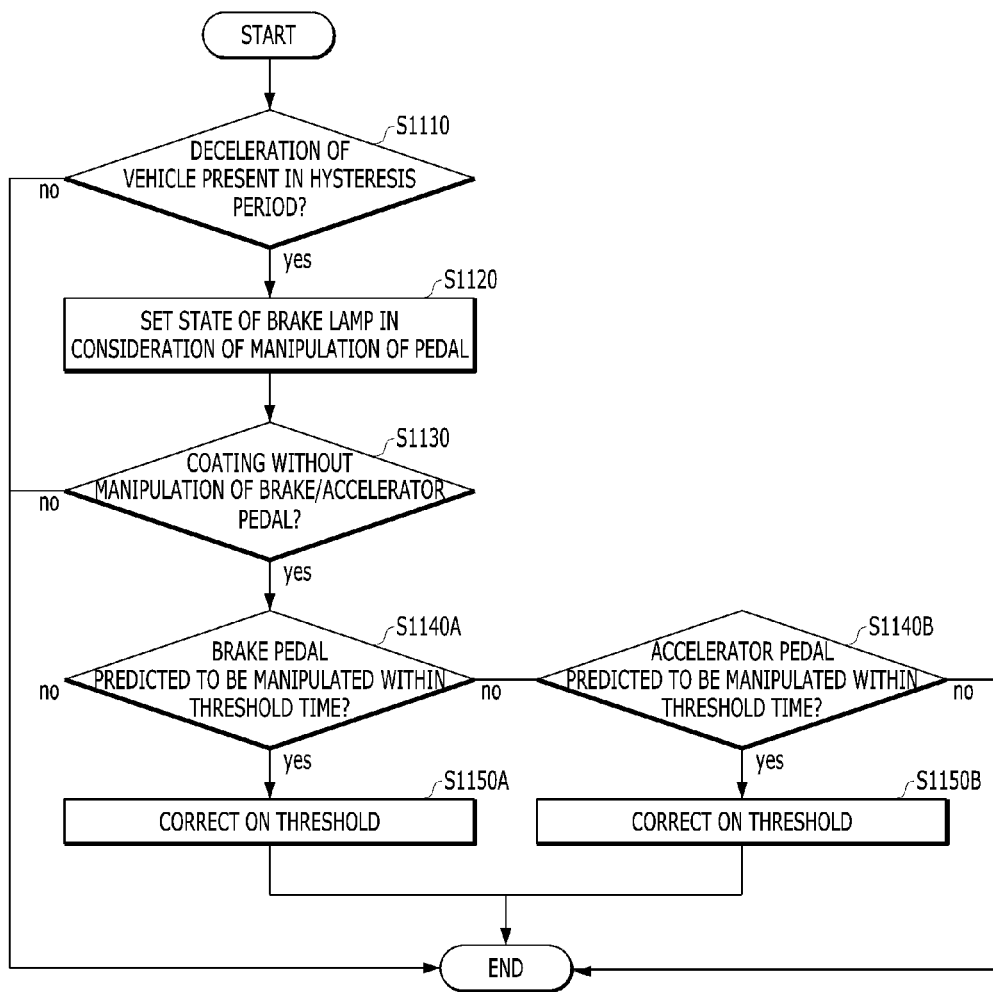 START
S1110
DECELERATION OF
VEHICLE PRESENT IN HYSTERESIS
PERIOD?
no
yes
S1120
SET STATE OF BRAKE LAMP IN
CONSIDERATION OF MANIPULATION OF PEDAL
S1130
COATING WITHOUT
MANIPULATION OF BRAKE/ACCELERATOR
PEDAL?
no
yes
S1140A
BRAKE PEDAL
PREDICTED TO BE MANIPULATED WITHIN
THRESHOLD TIME?
no
no
yes
S1140B
ACCELERATOR PEDAL
PREDICTED TO BE MANIPULATED WITHIN
THRESHOLD TIME?
no
yes
S1150A
CORRECT ON THRESHOLD
S1150B
CORRECT ON THRESHOLD
END